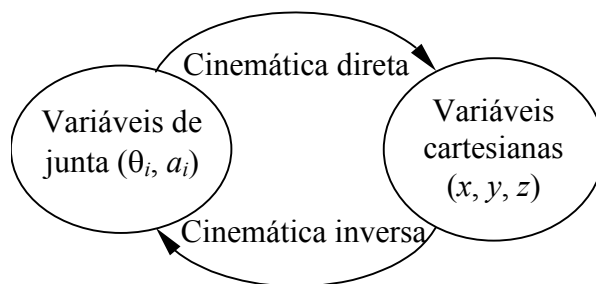 Cinemática direta
Variáveis de
junta (θi, ai)
Variáveis
cartesianas
(x, y, z)
Cinemática inversa